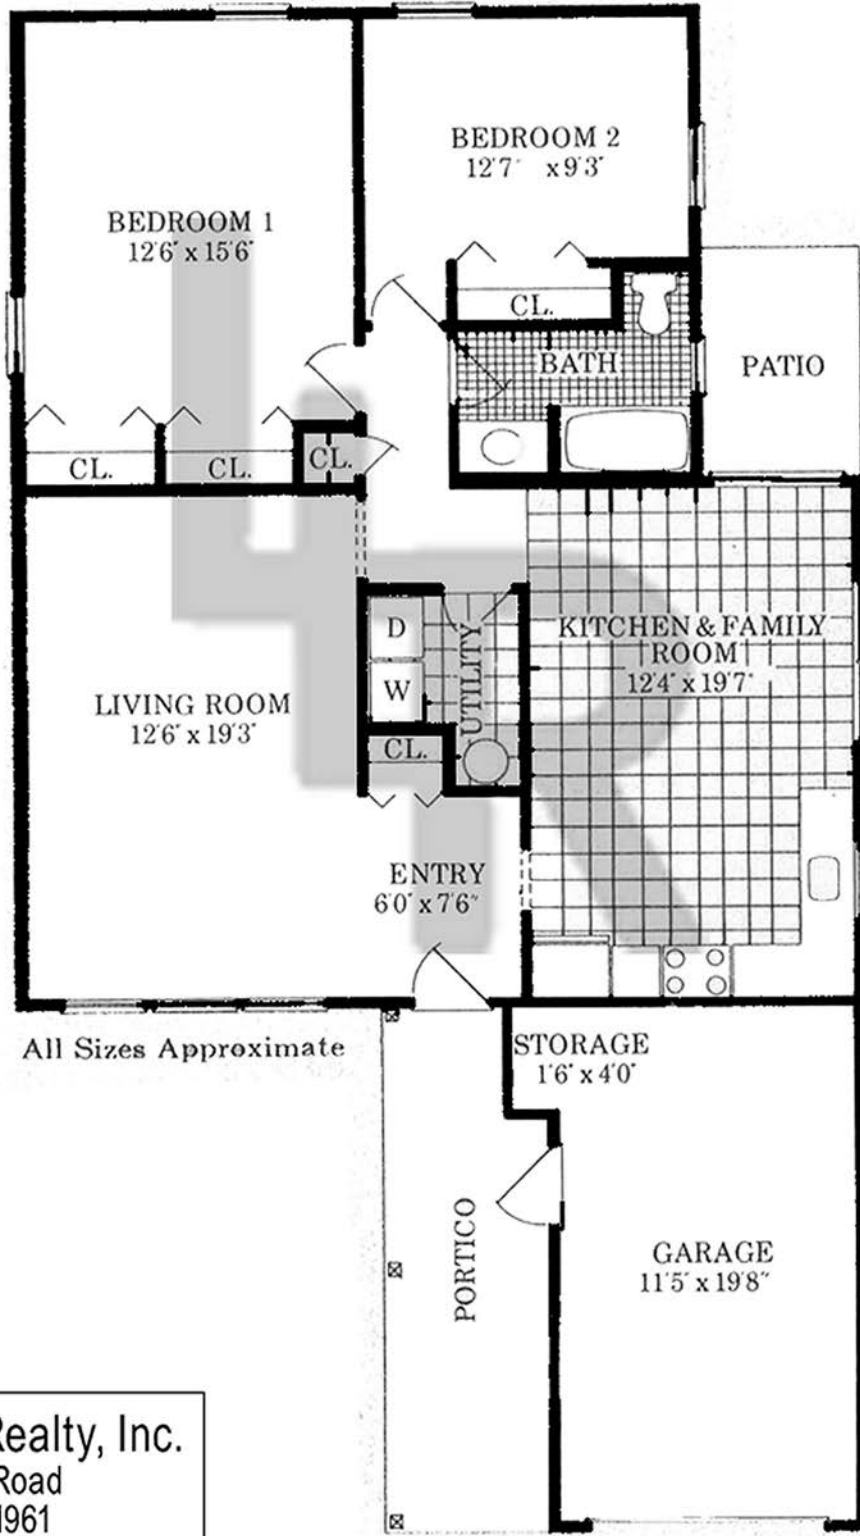 BEDROOM 2
12'7" x 9'3"
BEDROOM 1
12'6" x 15'6"
CL.
BATH
PATIO
CL.
CL.
CL.
D
W
UTILITY
KITCHEN & FAMILY
ROOM
12'4" x 19'7"
LIVING ROOM
12'6" x 19'3"
CL.
ENTRY
6'0" x 7'6"
All Sizes Approximate
STORAGE
1'6" x 4'0"
PORTICO
GARAGE
11'5" x 19'8"
Realty, Inc.
Road
1961